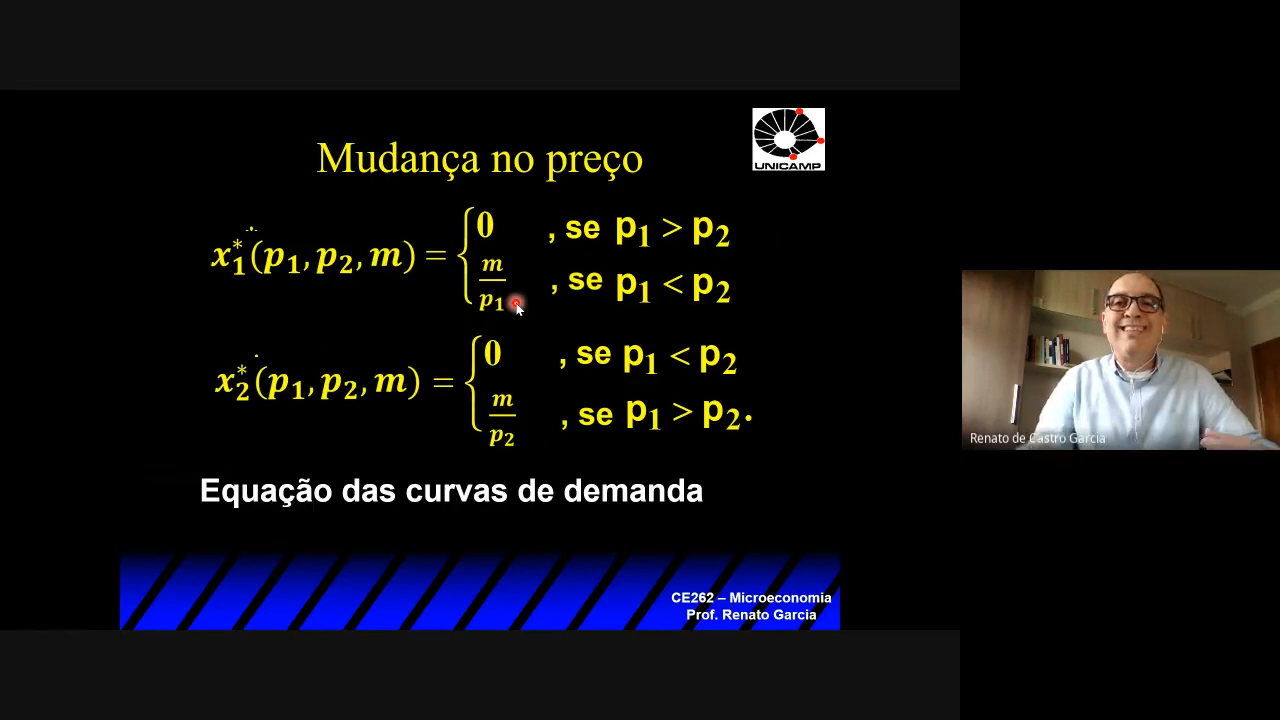 Mudança no preço
UNICAMP
x₁*(p₁, p₂, m) = { 0 , se p₁ > p₂
m/p₁ , se p₁ < p₂
x₂*(p₁, p₂, m) = { 0 , se p₁ < p₂
m/p₂ , se p₁ > p₂.
Equação das curvas de demanda
CE262 – Microeconomia
Prof. Renato Garcia
Renato de Castro Garcia